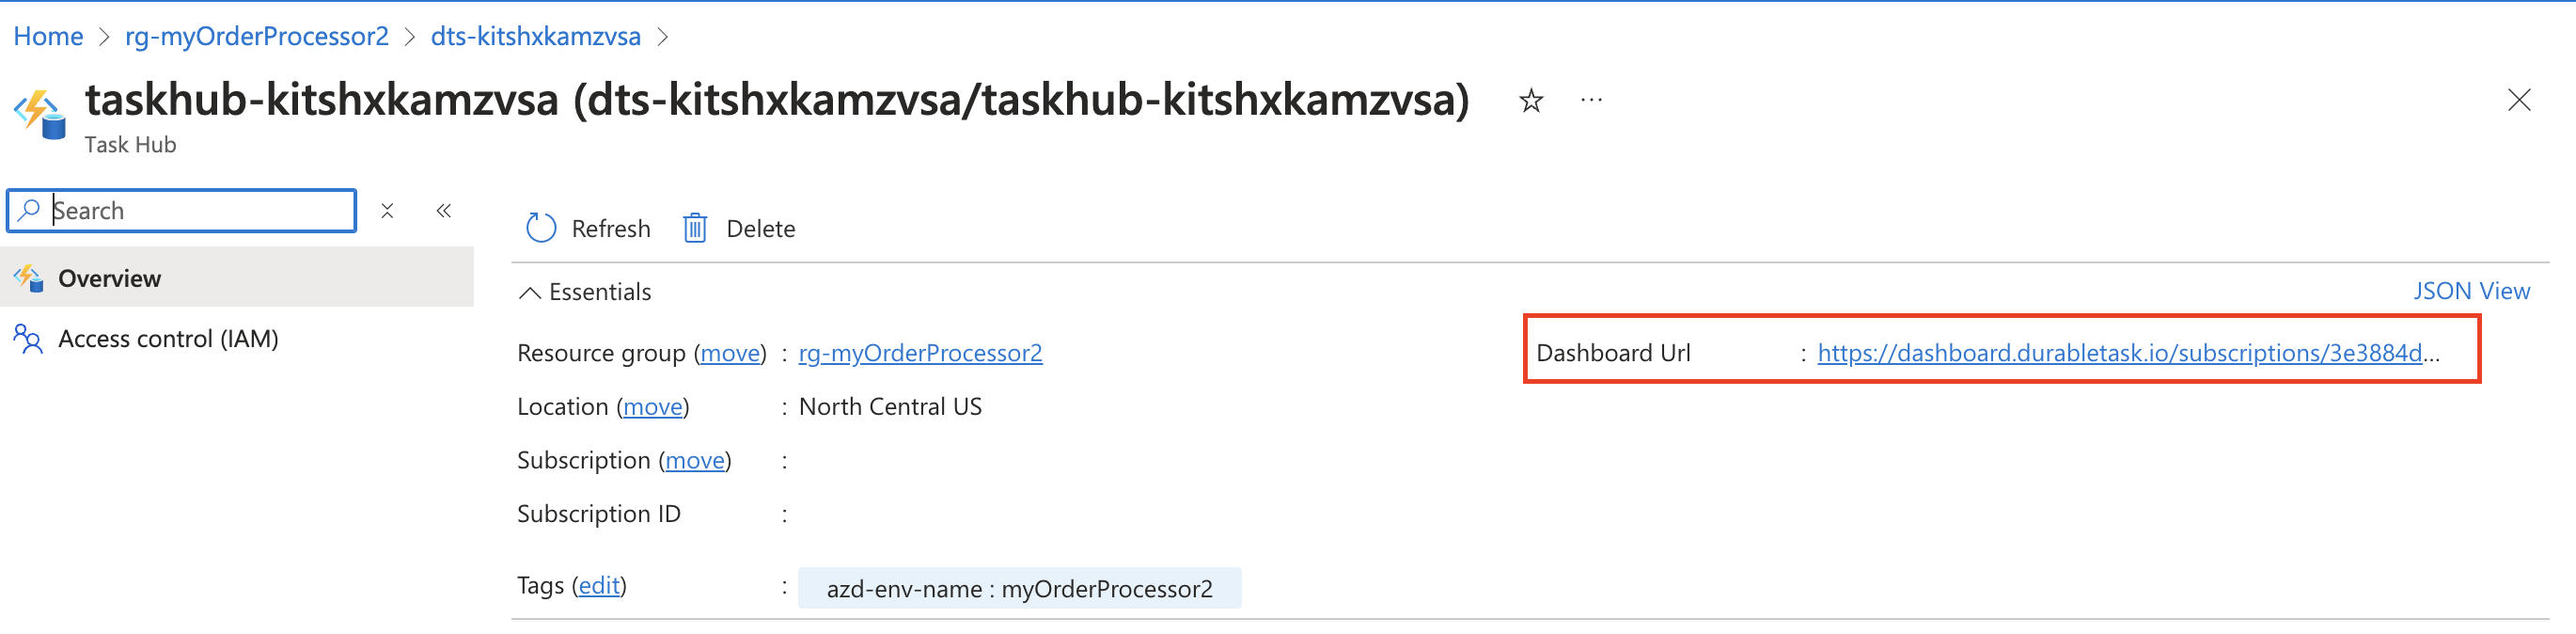 Home > rg-myOrderProcessor2 > dts-kitshxkamzvsa >
taskhub-kitshxkamzvsa (dts-kitshxkamzvsa/taskhub-kitshxkamzvsa) ...
Task Hub
Search
Refresh Delete
Overview
Access control (IAM)
Essentials
JSON View
Resource group (move) : rg-myOrderProcessor2
Dashboard Url : https://dashboard.durabletask.io/subscriptions/3e3884d...
Location (move) : North Central US
Subscription (move) :
Subscription ID :
Tags (edit) : azd-env-name : myOrderProcessor2